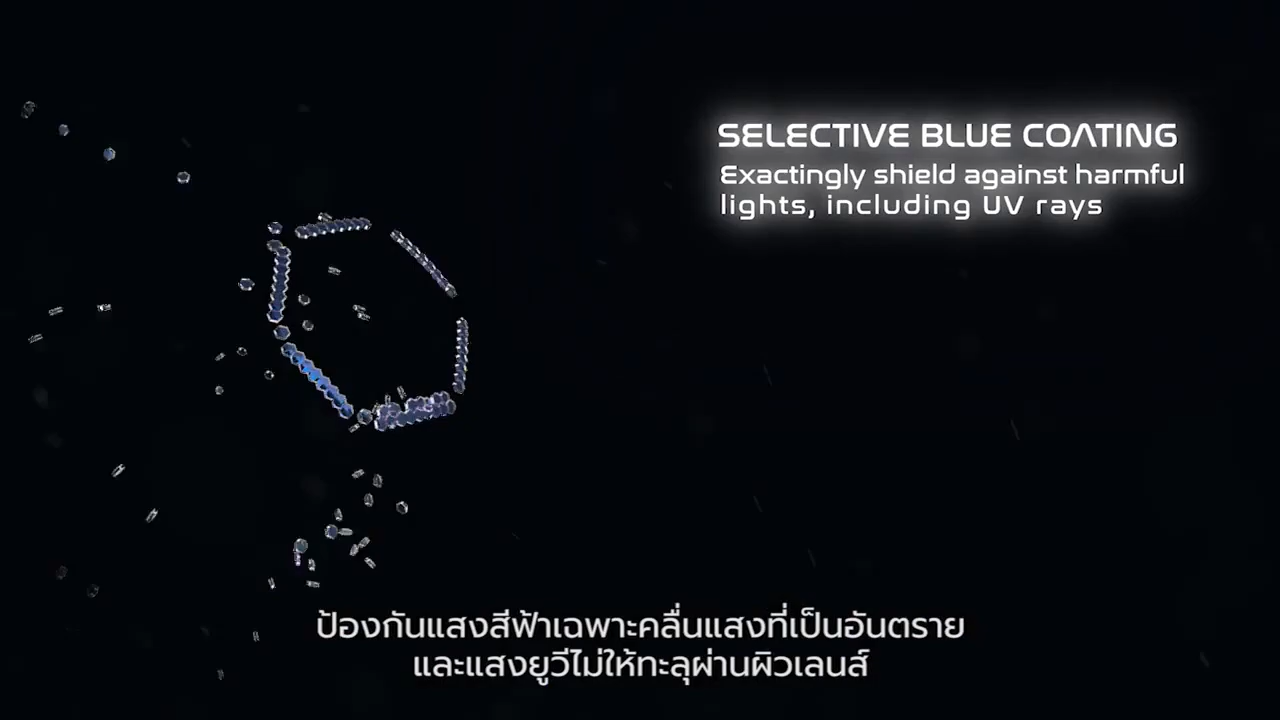 SELECTIVE BLUE COATING
Exactingly shield against harmful
lights, including UV rays
ป้องกันแสงสีฟ้าเฉพาะคลื่นแสงที่เป็นอันตราย
และแสงยูวีไม่ให้ทะลุผ่านผิวเลนส์